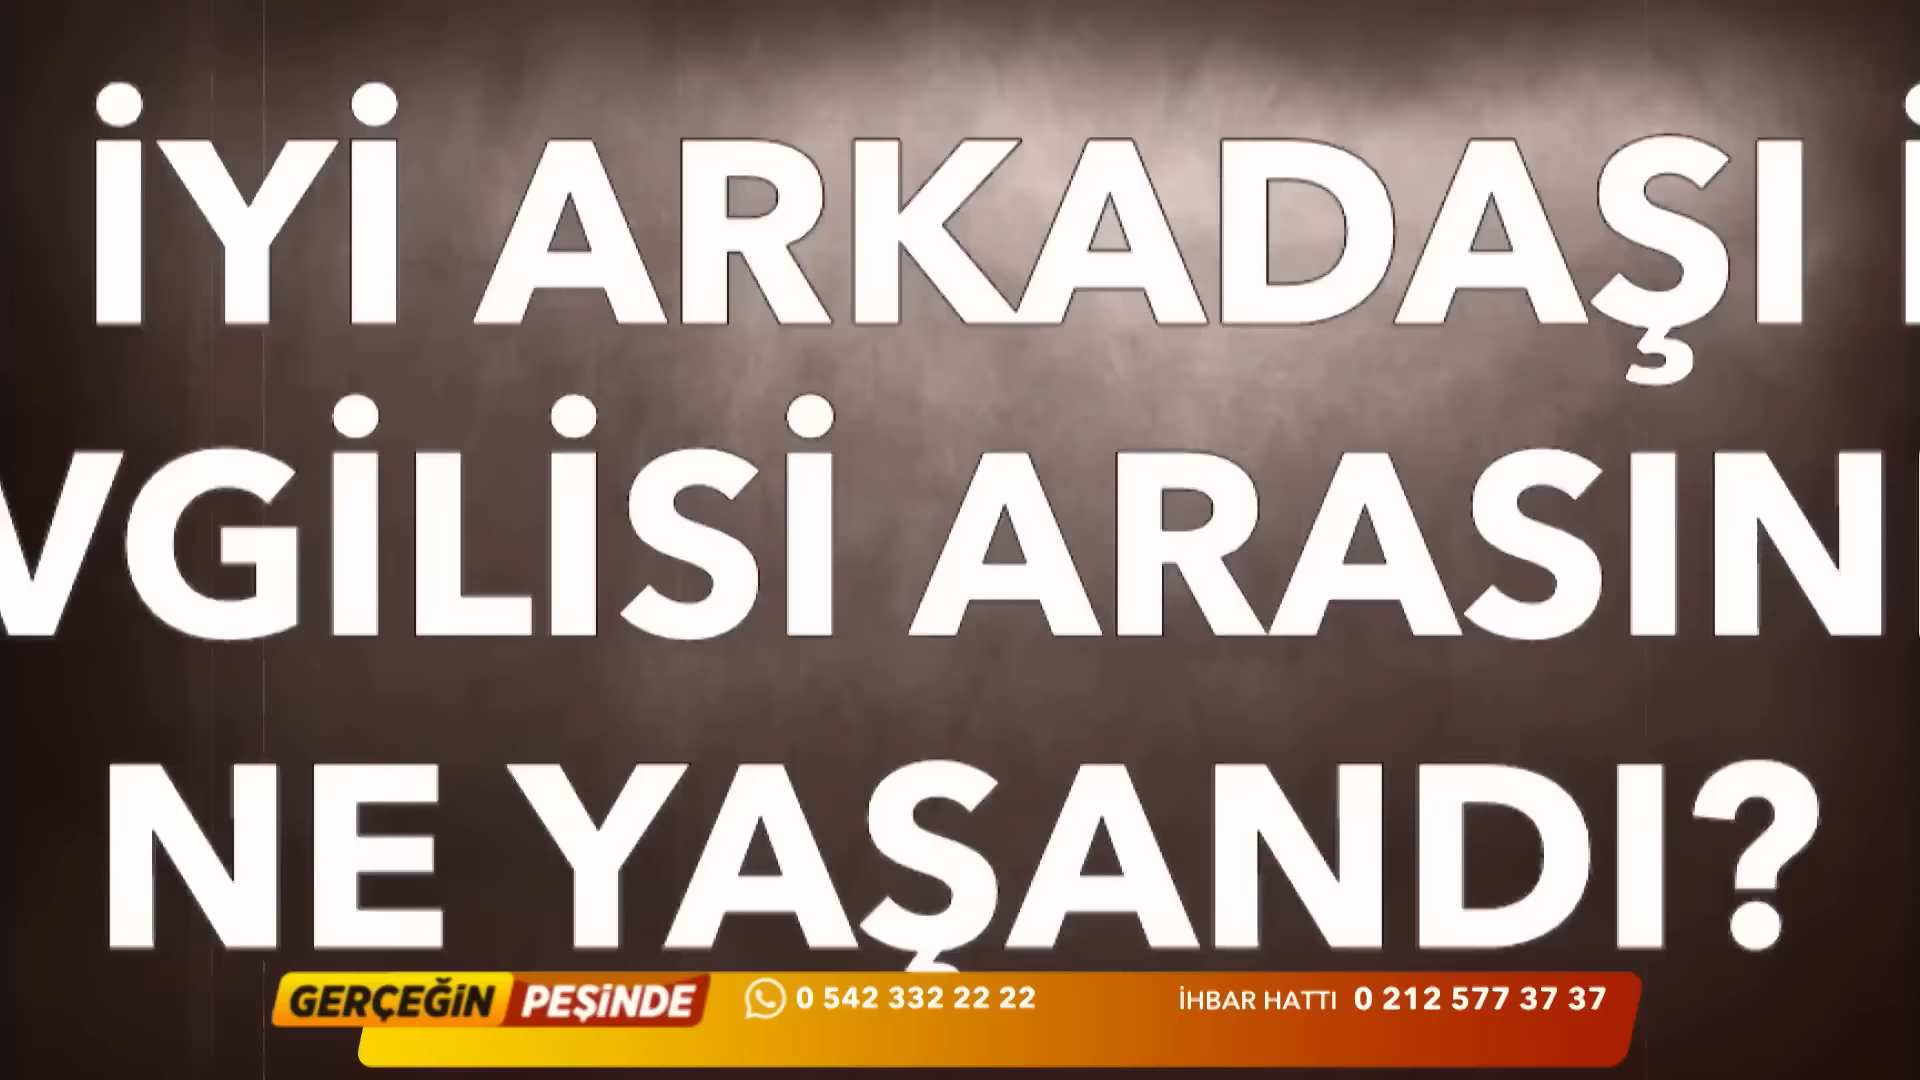 İYİ ARKADAŞI
VGİLİSİ ARASIN
NE YAŞANDI?
GERÇEĞİN PEŞİNDE 0 542 332 22 22 İHBAR HATTI 0 212 577 37 37